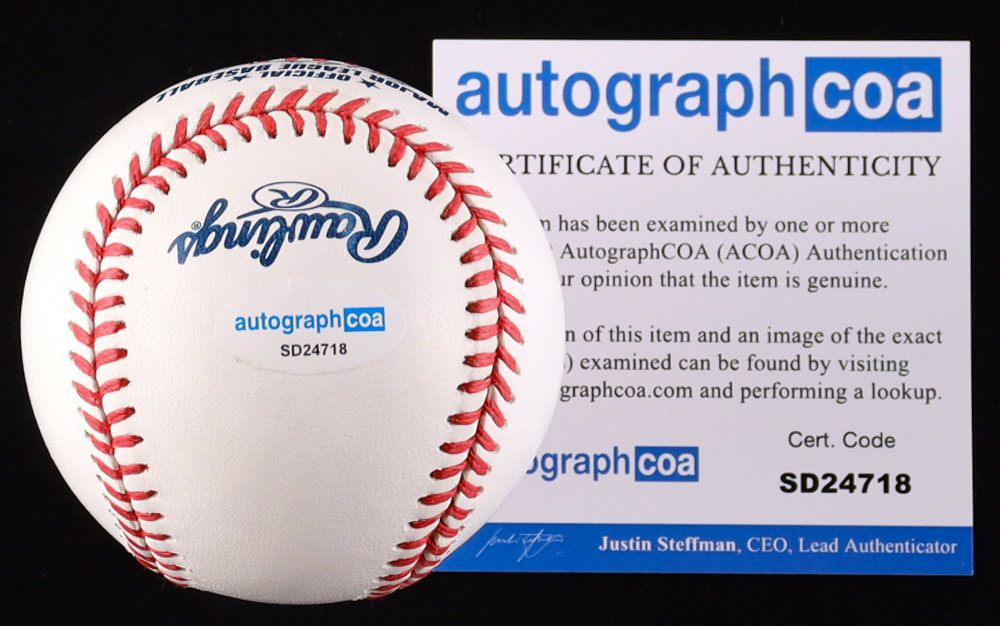 OFFICIAL
MAJOR LEAGUE BASEBALL
Rawlings®
R
autographcoa
SD24718
autographcoa
RTIFICATE OF AUTHENTICITY
has been examined by one or more
AutographCOA (ACOA) Authentication
opinion that the item is genuine.
of this item and an image of the exact
) examined can be found by visiting
graphcoa.com and performing a lookup.
ographcoa
Cert. Code
SD24718
Justin Steffman, CEO, Lead Authenticator